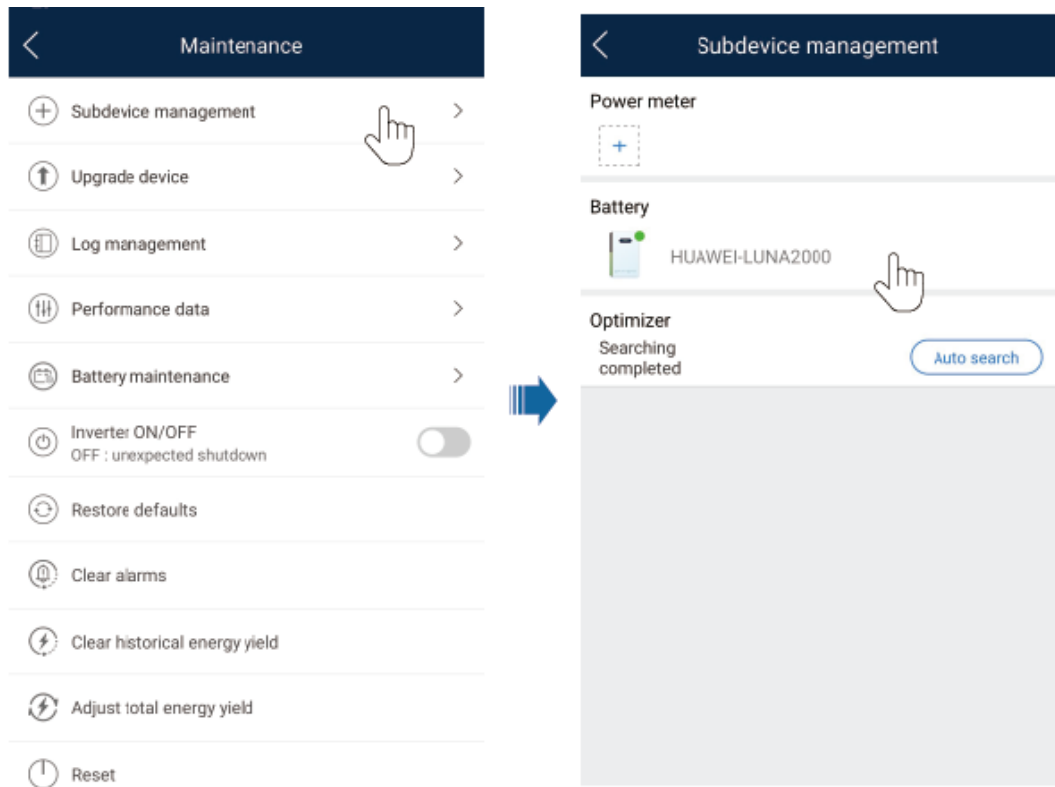 Maintenance
Subdevice management
Upgrade device
Log management
Performance data
Battery maintenance
Inverter ON/OFF
OFF : unexpected shutdown
Restore defaults
Clear alarms
Clear historical energy yield
Adjust total energy yield
Reset
Subdevice management
Power meter
+
Battery
HUAWEI-LUNA2000
Optimizer
Searching
completed
Auto search